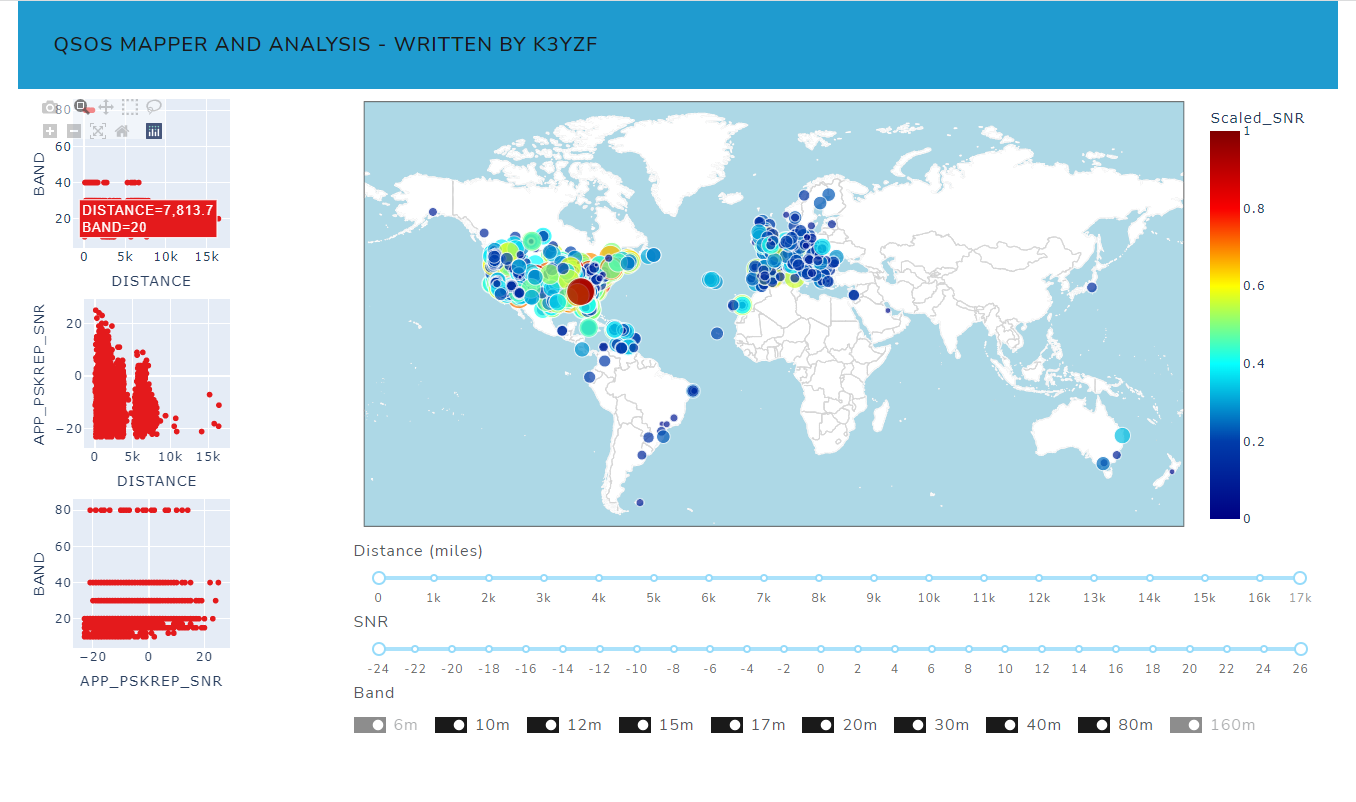 QSOS MAPPER AND ANALYSIS - WRITTEN BY K3YZF
80
60
40
20
BAND
DISTANCE=7,813.7
BAND=20
0 5k 10k 15k
DISTANCE
20
0
−20
APP_PSKREP_SNR
0 5k 10k 15k
DISTANCE
80
60
40
20
BAND
−20 0 20
APP_PSKREP_SNR
Scaled_SNR
1
0.8
0.6
0.4
0.2
0
Distance (miles)
0 1k 2k 3k 4k 5k 6k 7k 8k 9k 10k 11k 12k 13k 14k 15k 16k 17k
SNR
-24 -22 -20 -18 -16 -14 -12 -10 -8 -6 -4 -2 0 2 4 6 8 10 12 14 16 18 20 22 24 26
Band
6m 10m 12m 15m 17m 20m 30m 40m 80m 160m